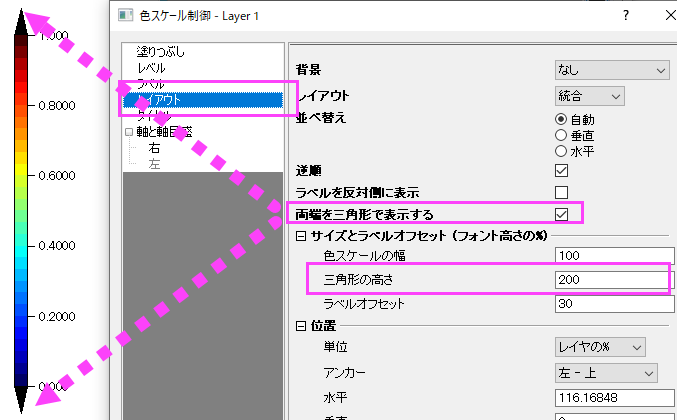 色スケール制御 - Layer 1
? ×
1.000
0.8000
0.6000
0.4000
0.2000
0.000
塗りつぶし
レベル
ラベル
レイアウト
タイトル
軸と軸目盛
右
左
背景 なし
レイアウト 統合
並べ替え 自動
垂直
水平
逆順
ラベルを反対側に表示
両端を三角形で表示する
サイズとラベルオフセット (フォント高さの%)
色スケールの幅 100
三角形の高さ 200
ラベルオフセット 30
位置
単位 レイヤの%
アンカー 左 - 上
水平 116.16848